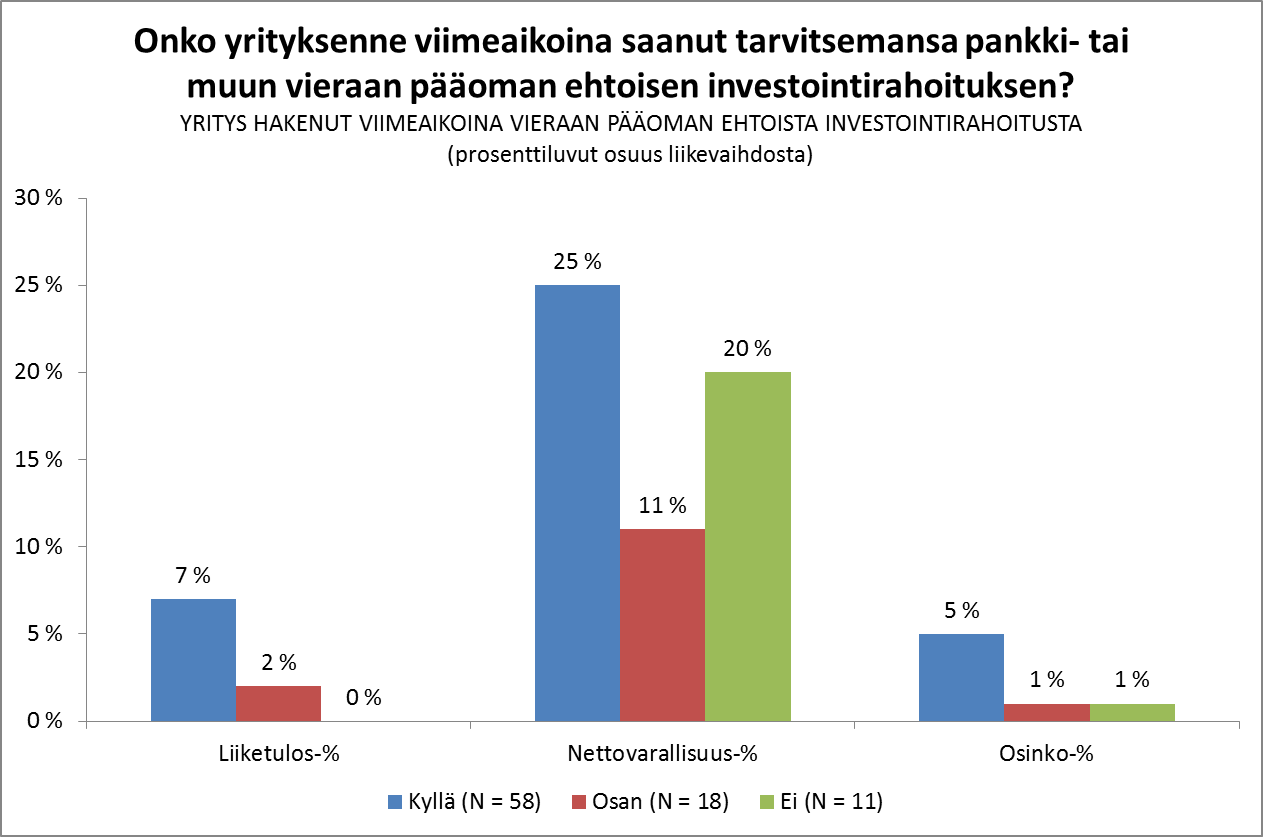 Onko yrityksenne viimeaikoina saanut tarvitsemansa pankki- tai
muun vieraan pääoman ehtoisen investointirahoituksen?
YRITYS HAKENUT VIIMEAIKOINA VIERAAN PÄÄOMAN EHTOISTA INVESTOINTIRAHOITUSTA
(prosenttiluvut osuus liikevaihdosta)
30 %
25 %
20 %
15 %
10 %
5 %
0 %
7 %
2 %
0 %
25 %
11 %
20 %
5 %
1 %
1 %
Liiketulos-%
Nettovarallisuus-%
Osinko-%
Kyllä (N = 58)
Osan (N = 18)
Ei (N = 11)